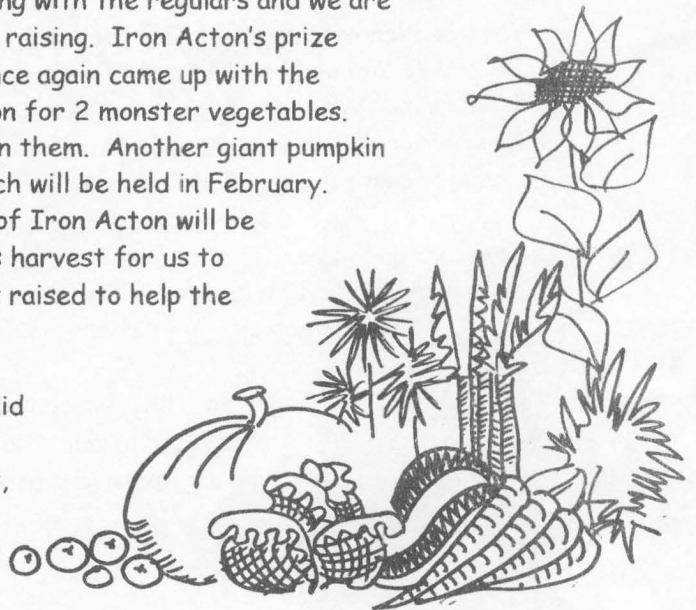 ng with the regulars and we are
raising. Iron Acton's prize
nce again came up with the
on for 2 monster vegetables.
n them. Another giant pumpkin
ch will be held in February.
of Iron Acton will be
s harvest for us to
raised to help the
id
,